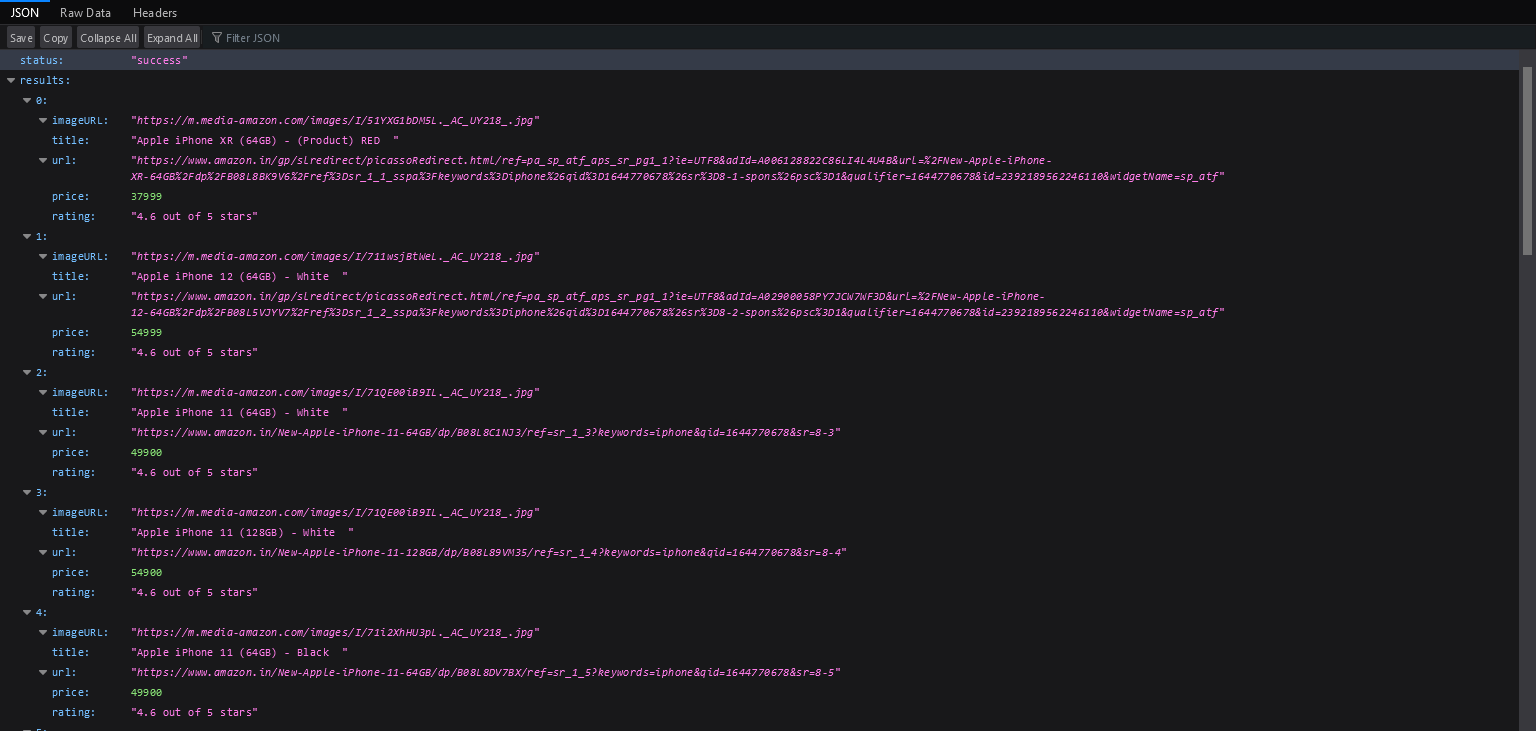 JSON Raw Data Headers
Save Copy Collapse All Expand All Filter JSON
status: "success"
results:
0:
imageURL: "https://m.media-amazon.com/images/I/51YXG1bDM5L._AC_UY218_.jpg"
title: "Apple iPhone XR (64GB) - (Product) RED  "
url: "https://www.amazon.in/gp/slredirect/picassoRedirect.html/ref=pa_sp_atf_aps_sr_pg1_1?ie=UTF8&adId=A006128822C86LI4L4U4B&url=%2FNew-Apple-iPhone-
XR-64GB%2Fdp%2FB08L8BK9V6%2Fref%3Dsr_1_1_sspa%3Fkeywords%3Diphone%26qid%3D1644770678%26sr%3D8-1-spons%26psc%3D1&qualifier=1644770678&id=2392189562246110&widgetName=sp_atf"
price: 37999
rating: "4.6 out of 5 stars"
1:
imageURL: "https://m.media-amazon.com/images/I/711wsjBtWeL._AC_UY218_.jpg"
title: "Apple iPhone 12 (64GB) - White  "
url: "https://www.amazon.in/gp/slredirect/picassoRedirect.html/ref=pa_sp_atf_aps_sr_pg1_1?ie=UTF8&adId=A02900058PY7JCW7WF3D&url=%2FNew-Apple-iPhone-
12-64GB%2Fdp%2FB08L5VJYV7%2Fref%3Dsr_1_2_sspa%3Fkeywords%3Diphone%26qid%3D1644770678%26sr%3D8-2-spons%26psc%3D1&qualifier=1644770678&id=2392189562246110&widgetName=sp_atf"
price: 54999
rating: "4.6 out of 5 stars"
2:
imageURL: "https://m.media-amazon.com/images/I/71QE00iB9IL._AC_UY218_.jpg"
title: "Apple iPhone 11 (64GB) - White  "
url: "https://www.amazon.in/New-Apple-iPhone-11-64GB/dp/B08L8C1NJ3/ref=sr_1_3?keywords=iphone&qid=1644770678&sr=8-3"
price: 49900
rating: "4.6 out of 5 stars"
3:
imageURL: "https://m.media-amazon.com/images/I/71QE00iB9IL._AC_UY218_.jpg"
title: "Apple iPhone 11 (128GB) - White  "
url: "https://www.amazon.in/New-Apple-iPhone-11-128GB/dp/B08L89VM35/ref=sr_1_4?keywords=iphone&qid=1644770678&sr=8-4"
price: 54900
rating: "4.6 out of 5 stars"
4:
imageURL: "https://m.media-amazon.com/images/I/71i2XhHU3pL._AC_UY218_.jpg"
title: "Apple iPhone 11 (64GB) - Black  "
url: "https://www.amazon.in/New-Apple-iPhone-11-64GB/dp/B08L8DV7BX/ref=sr_1_5?keywords=iphone&qid=1644770678&sr=8-5"
price: 49900
rating: "4.6 out of 5 stars"